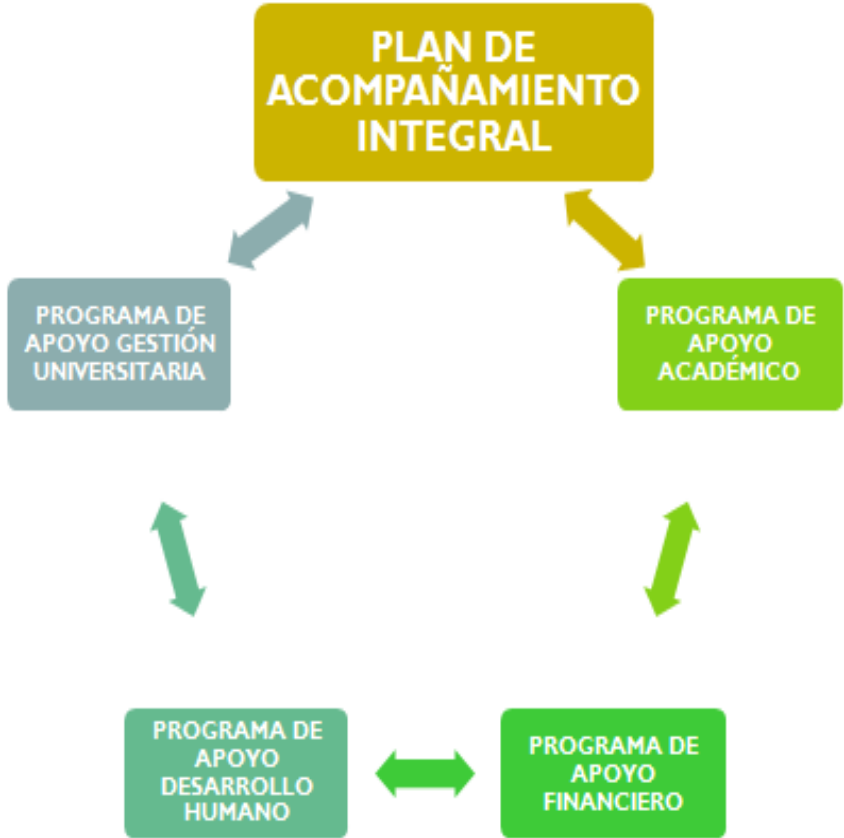 PLAN DE
ACOMPAÑAMIENTO
INTEGRAL
PROGRAMA DE
APOYO GESTIÓN
UNIVERSITARIA
PROGRAMA DE
APOYO
ACADÉMICO
PROGRAMA DE
APOYO
DESARROLLO
HUMANO
PROGRAMA DE
APOYO
FINANCIERO